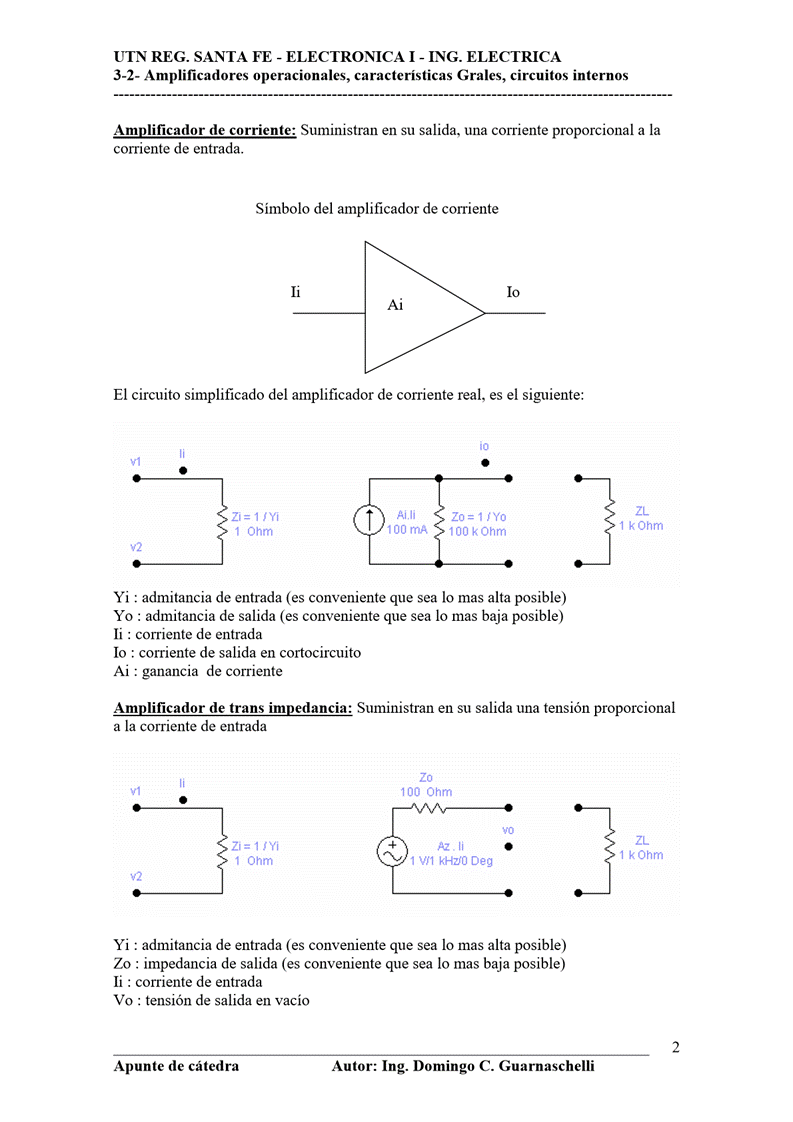 UTN REG. SANTA FE - ELECTRONICA I - ING. ELECTRICA
3-2- Amplificadores operacionales, características Grales, circuitos internos
---------------------------------------------------------------------------------------------------------
Amplificador de corriente: Suministran en su salida, una corriente proporcional a la
corriente de entrada.
Símbolo del amplificador de corriente
Ii
Ai
Io
El circuito simplificado del amplificador de corriente real, es el siguiente:
v1
Ii
Zi = 1 / Yi
1 Ohm
v2
Ai.Ii
100 mA
Zo = 1 / Yo
100 k Ohm
io
ZL
1 k Ohm
Yi : admitancia de entrada (es conveniente que sea lo mas alta posible)
Yo : admitancia de salida (es conveniente que sea lo mas baja posible)
Ii : corriente de entrada
Io : corriente de salida en cortocircuito
Ai : ganancia de corriente
Amplificador de trans impedancia: Suministran en su salida una tensión proporcional
a la corriente de entrada
v1
Ii
Zi = 1 / Yi
1 Ohm
v2
Zo
100 Ohm
Az . Ii
1 V/1 kHz/0 Deg
vo
ZL
1 k Ohm
Yi : admitancia de entrada (es conveniente que sea lo mas alta posible)
Zo : impedancia de salida (es conveniente que sea lo mas baja posible)
Ii : corriente de entrada
Vo : tensión de salida en vacío
2
Apunte de cátedra Autor: Ing. Domingo C. Guarnaschelli